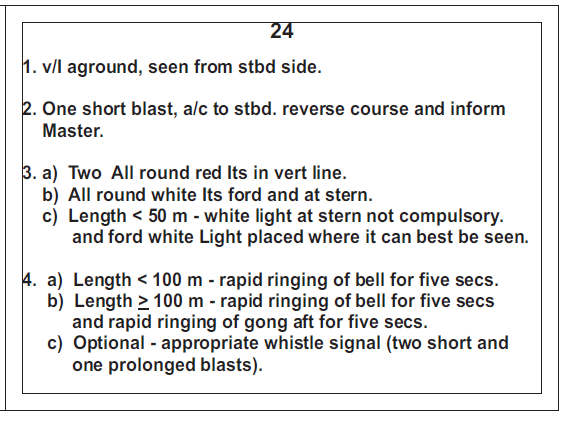 24
1. v/l aground, seen from stbd side.
2. One short blast, a/c to stbd. reverse course and inform
Master.
3. a) Two All round red lts in vert line.
b) All round white lts ford and at stern.
c) Length < 50 m - white light at stern not compulsory.
and ford white Light placed where it can best be seen.
4. a) Length < 100 m - rapid ringing of bell for five secs.
b) Length ≥ 100 m - rapid ringing of bell for five secs
and rapid ringing of gong aft for five secs.
c) Optional - appropriate whistle signal (two short and
one prolonged blasts).